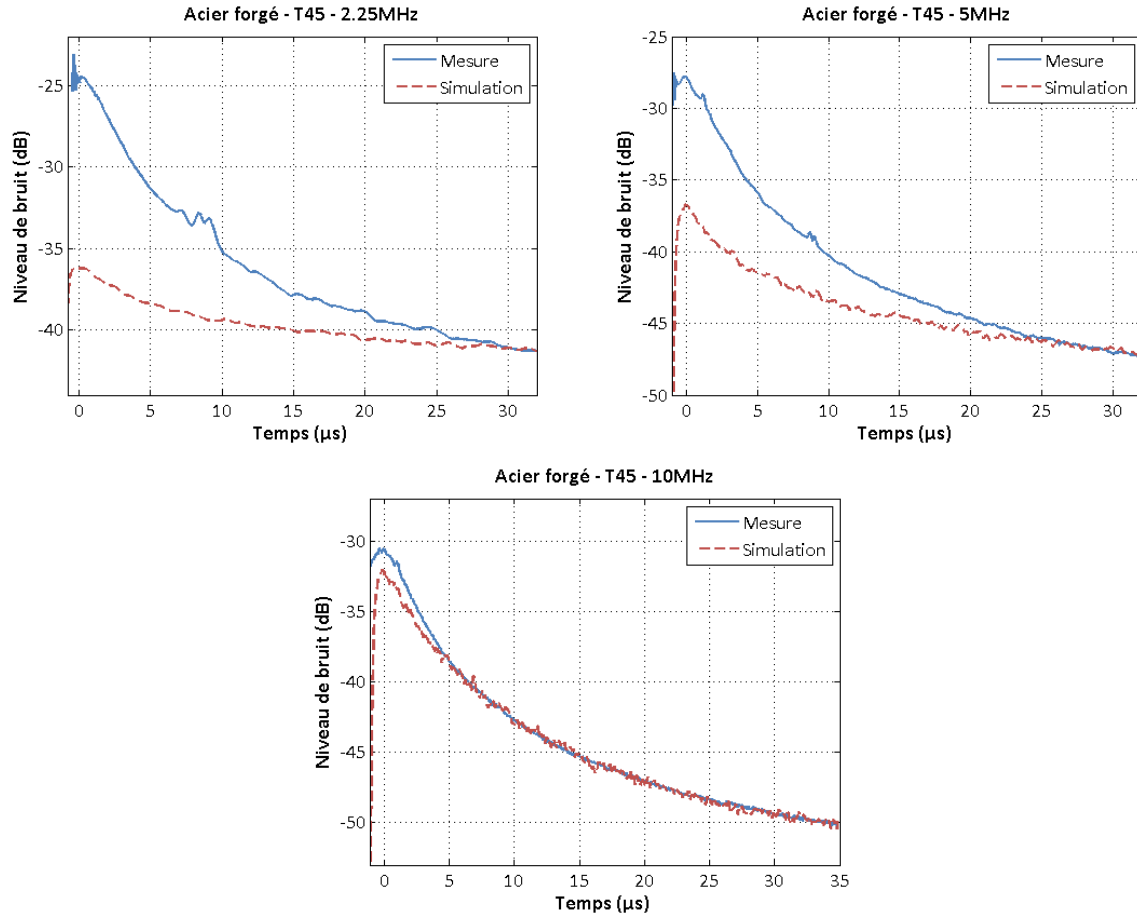 Acier forgé - T45 - 2.25MHz
Niveau de bruit (dB)
-25
-30
-35
-40
Mesure
Simulation
0 5 10 15 20 25 30
Temps (µs)
Acier forgé - T45 - 5MHz
Niveau de bruit (dB)
-25
-30
-35
-40
-45
-50
Mesure
Simulation
0 5 10 15 20 25 30
Temps (µs)
Acier forgé - T45 - 10MHz
Niveau de bruit (dB)
-30
-35
-40
-45
-50
Mesure
Simulation
0 5 10 15 20 25 30 35
Temps (µs)